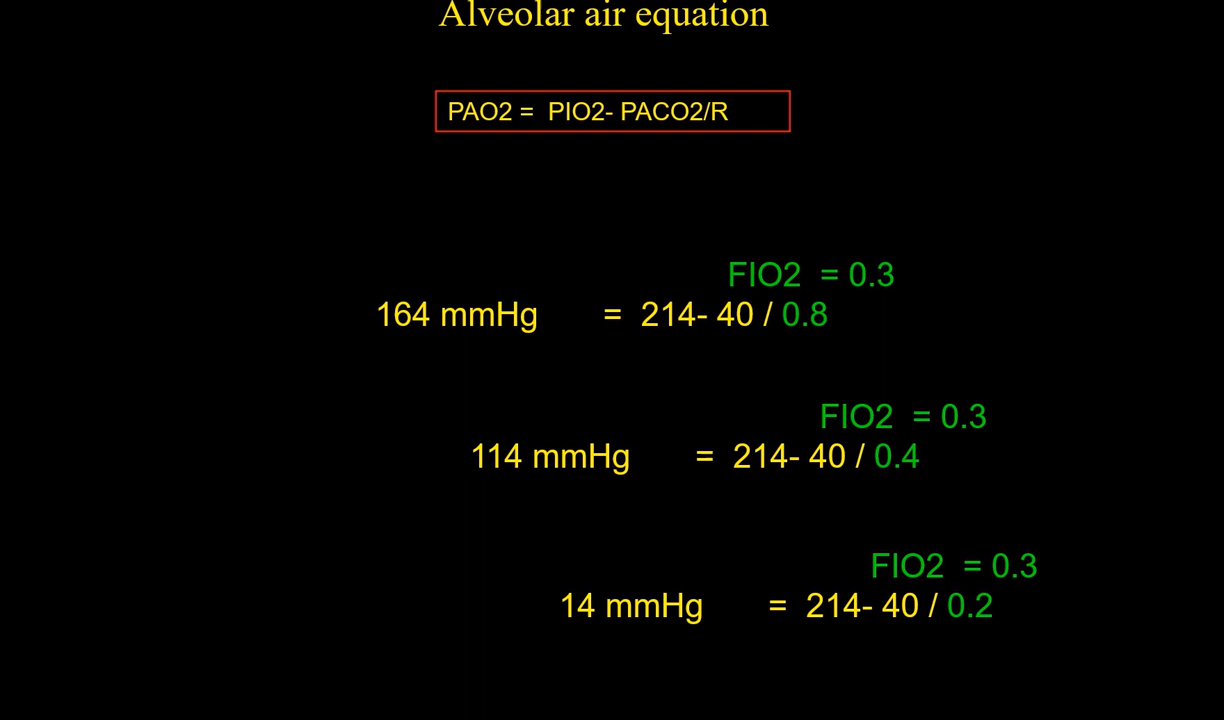 Alveolar air equation
PAO2 = PIO2- PACO2/R
FIO2 = 0.3
164 mmHg = 214- 40 / 0.8
FIO2 = 0.3
114 mmHg = 214- 40 / 0.4
FIO2 = 0.3
14 mmHg = 214- 40 / 0.2